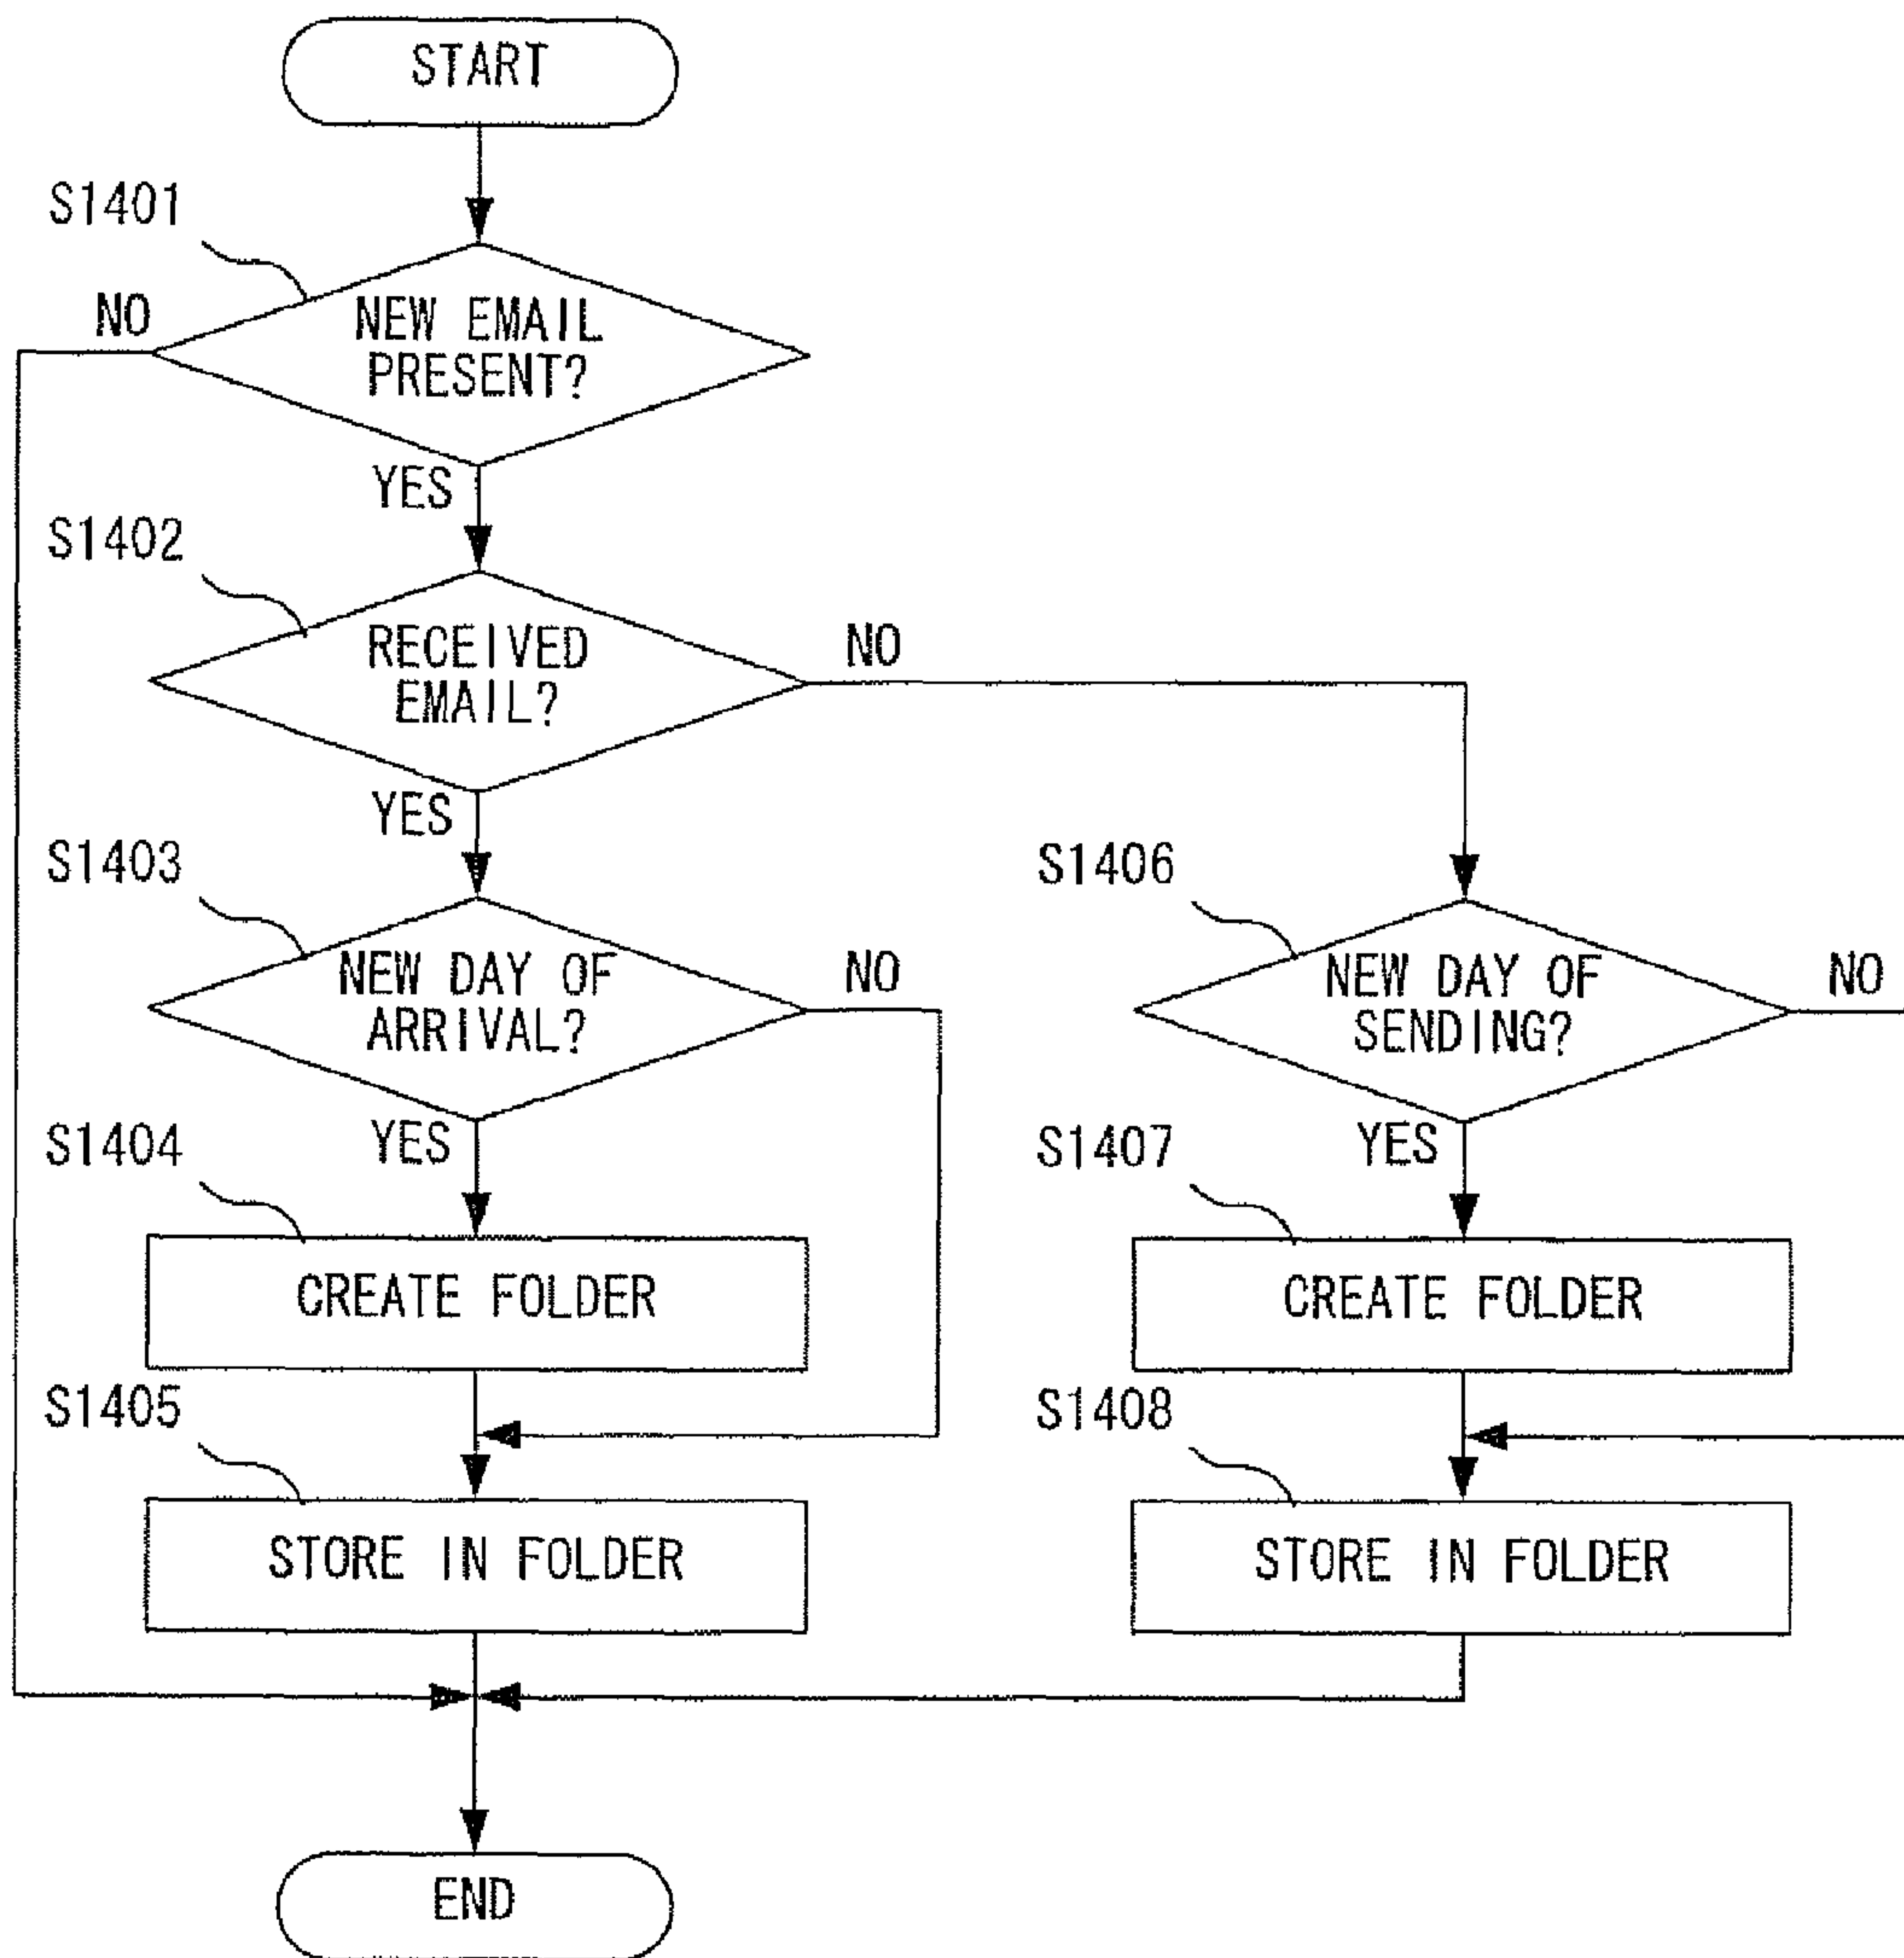 START
S1401
NO
NEW EMAIL
PRESENT?
YES
S1402
RECEIVED
EMAIL?
NO
YES
S1403
NEW DAY OF
ARRIVAL?
NO
S1406
NEW DAY OF
SENDING?
NO
YES
S1404
CREATE FOLDER
YES
S1407
CREATE FOLDER
S1405
STORE IN FOLDER
S1408
STORE IN FOLDER
END